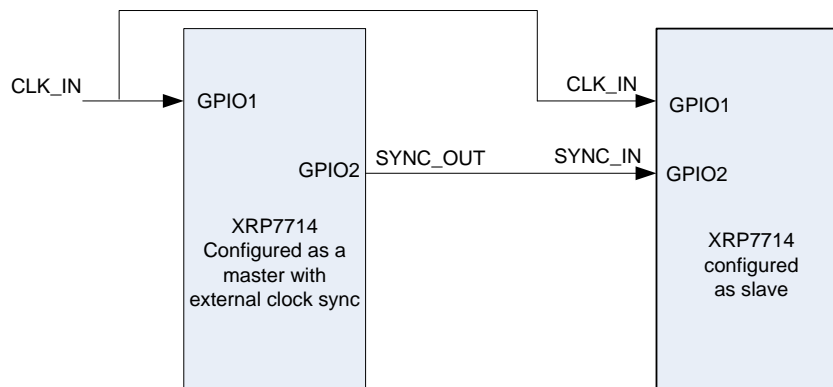 CLK_IN
GPIO1
GPIO2
SYNC_OUT
XRP7714
Configured as a
master with
external clock sync
CLK_IN
SYNC_IN
GPIO1
GPIO2
XRP7714
configured
as slave